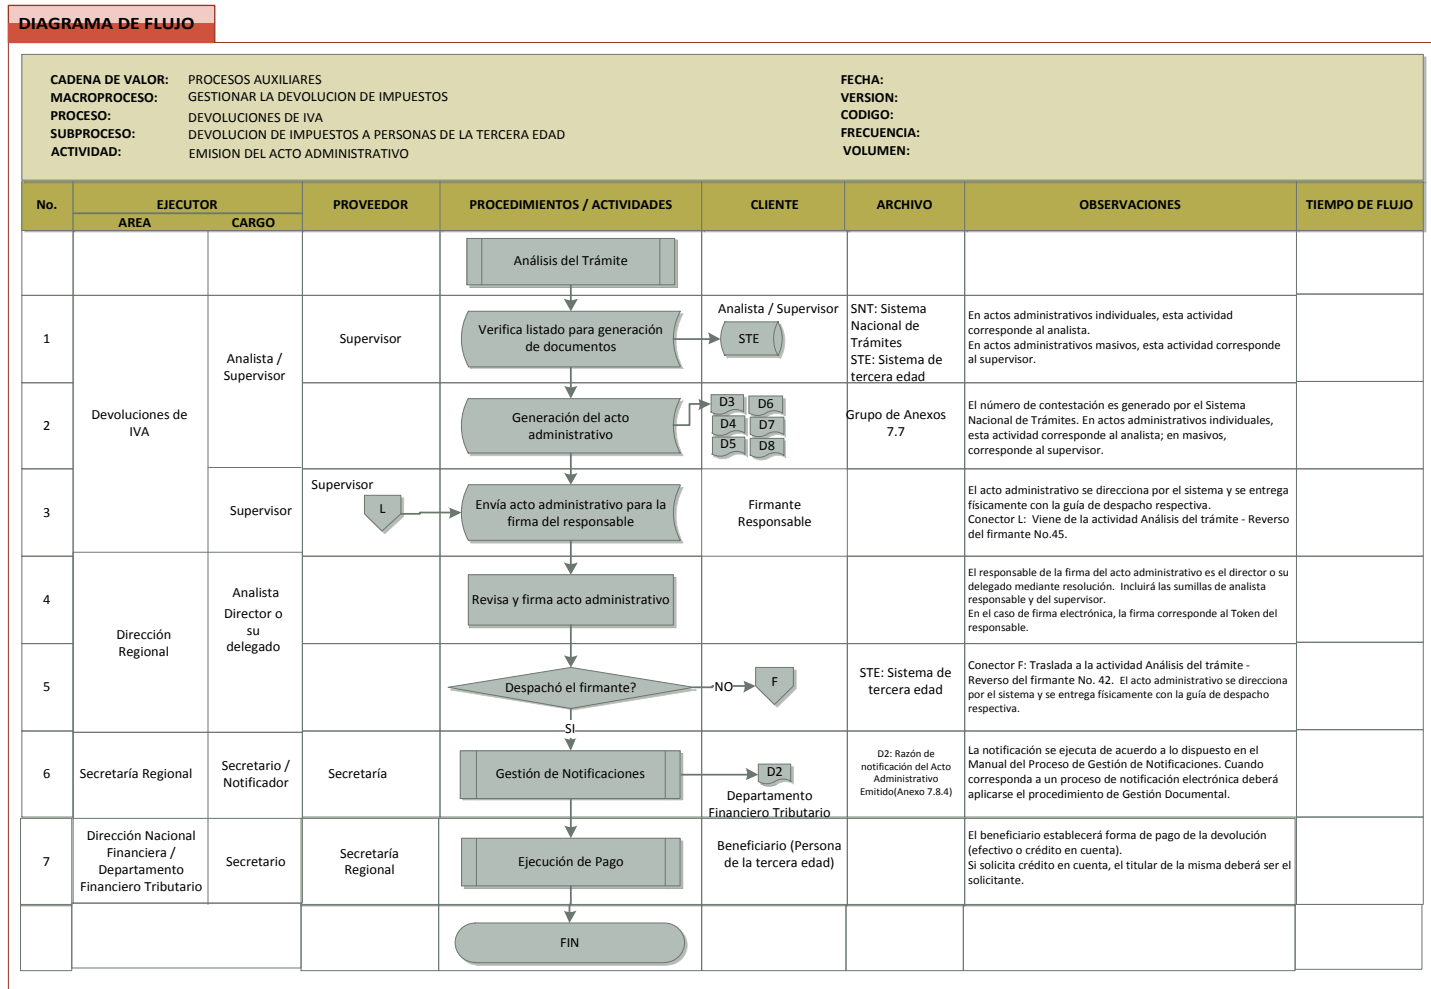 DIAGRAMA DE FLUJO
CADENA DE VALOR: PROCESOS AUXILIARES
MACROPROCESO: GESTIONAR LA DEVOLUCION DE IMPUESTOS
PROCESO: DEVOLUCIONES DE IVA
SUBPROCESO: DEVOLUCION DE IMPUESTOS A PERSONAS DE LA TERCERA EDAD
ACTIVIDAD: EMISION DEL ACTO ADMINISTRATIVO
FECHA:
VERSION:
CODIGO:
FRECUENCIA:
VOLUMEN:
No.
EJECUTOR
AREA
CARGO
PROVEEDOR
PROCEDIMIENTOS / ACTIVIDADES
CLIENTE
ARCHIVO
OBSERVACIONES
TIEMPO DE FLUJO
Análisis del Trámite
1
Devoluciones de
IVA
Analista /
Supervisor
Supervisor
Verifica listado para generación
de documentos
Analista / Supervisor
STE
SNT: Sistema
Nacional de
Trámites
STE: Sistema de
tercera edad
En actos administrativos individuales, esta actividad
corresponde al analista.
En actos administrativos masivos, esta actividad corresponde
al supervisor.
2
Generación del acto
administrativo
D3
D6
D4
D7
D5
D8
Grupo de Anexos
7.7
El número de contestación es generado por el Sistema
Nacional de Trámites. En actos administrativos individuales,
esta actividad corresponde al analista; en masivos,
corresponde al supervisor.
3
Supervisor
Supervisor
L
Envía acto administrativo para la
firma del responsable
Firmante
Responsable
El acto administrativo se direcciona por el sistema y se entrega
físicamente con la guía de despacho respectiva.
Conector L: Viene de la actividad Análisis del trámite - Reverso
del firmante No.45.
4
Dirección
Regional
Analista
Director o
su
delegado
Revisa y firma acto administrativo
El responsable de la firma del acto administrativo es el director o su
delegado mediante resolución. Incluirá las sumillas de analista
responsable y del supervisor.
En el caso de firma electrónica, la firma corresponde al Token del
responsable.
5
Despachó el firmante?
NO
F
SI
STE: Sistema de
tercera edad
Conector F: Traslada a la actividad Análisis del trámite -
Reverso del firmante No. 42. El acto administrativo se direcciona
por el sistema y se entrega físicamente con la guía de despacho
respectiva.
6
Secretaría Regional
Secretario /
Notificador
Secretaría
Gestión de Notificaciones
D2
Departamento
Financiero Tributario
D2: Razón de
notificación del Acto
Administrativo
Emitido(Anexo 7.8.4)
La notificación se ejecuta de acuerdo a lo dispuesto en el
Manual del Proceso de Gestión de Notificaciones. Cuando
corresponda a un proceso de notificación electrónica deberá
aplicarse el procedimiento de Gestión Documental.
7
Dirección Nacional
Financiera /
Departamento
Financiero Tributario
Secretario
Secretaría
Regional
Ejecución de Pago
Beneficiario (Persona
de la tercera edad)
El beneficiario establecerá forma de pago de la devolución
(efectivo o crédito en cuenta).
Si solicita crédito en cuenta, el titular de la misma deberá ser el
solicitante.
FIN